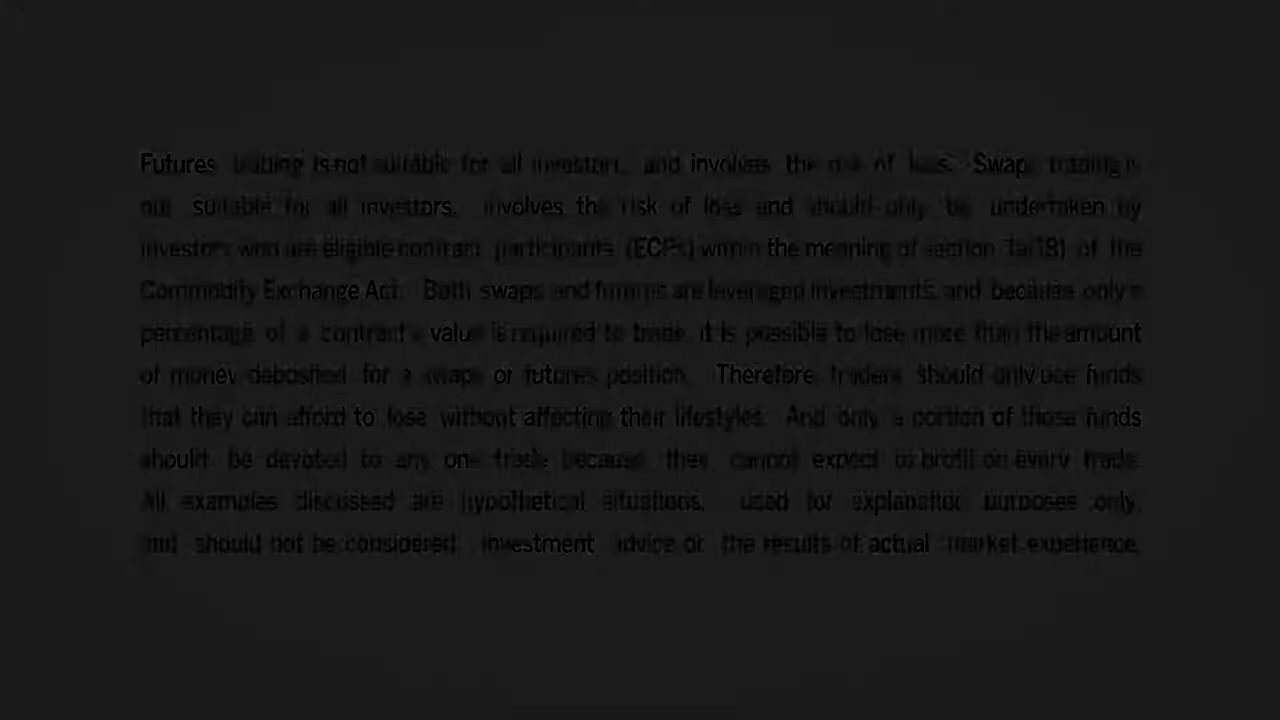 Futures trading is not suitable for all investors, and involves the risk of loss. Swaps trading is
not suitable for all investors, involves the risk of loss and should only be undertaken by
investors who are eligible contract participants (ECPs) within the meaning of section 1a(18) of the
Commodity Exchange Act. Both swaps and futures are leveraged investments, and because only a
percentage of a contract's value is required to trade, it is possible to lose more than the amount
of money deposited for a swaps or futures position. Therefore, traders should only use funds
that they can afford to lose without affecting their lifestyles. And only a portion of those funds
should be devoted to any one trade because they cannot expect to profit on every trade.
All examples discussed are hypothetical situations, used for explanation purposes only,
and should not be considered investment advice or the results of actual market experience.